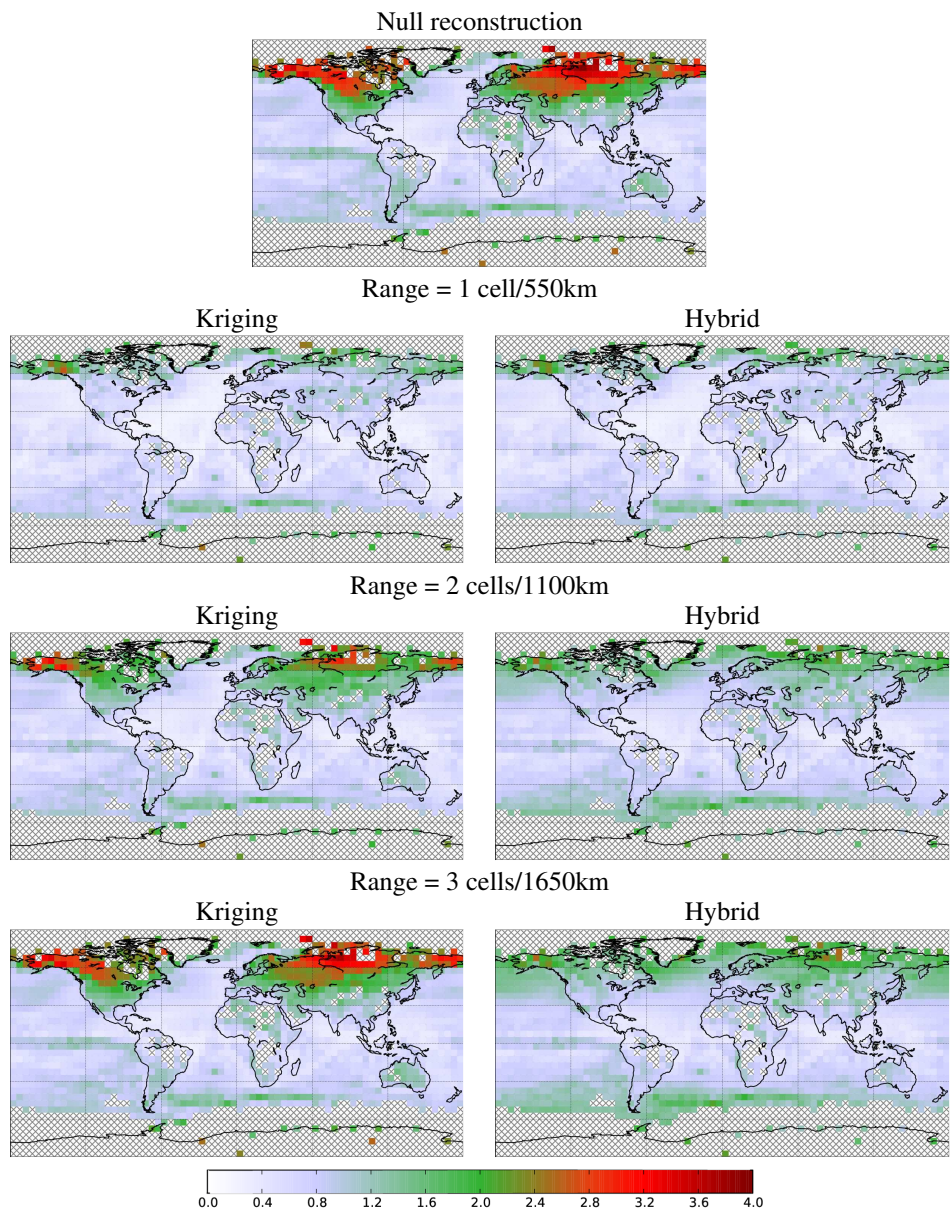 Null reconstruction
Range = 1 cell/550km
Kriging Hybrid
Range = 2 cells/1100km
Kriging Hybrid
Range = 3 cells/1650km
Kriging Hybrid
0.0 0.4 0.8 1.2 1.6 2.0 2.4 2.8 3.2 3.6 4.0